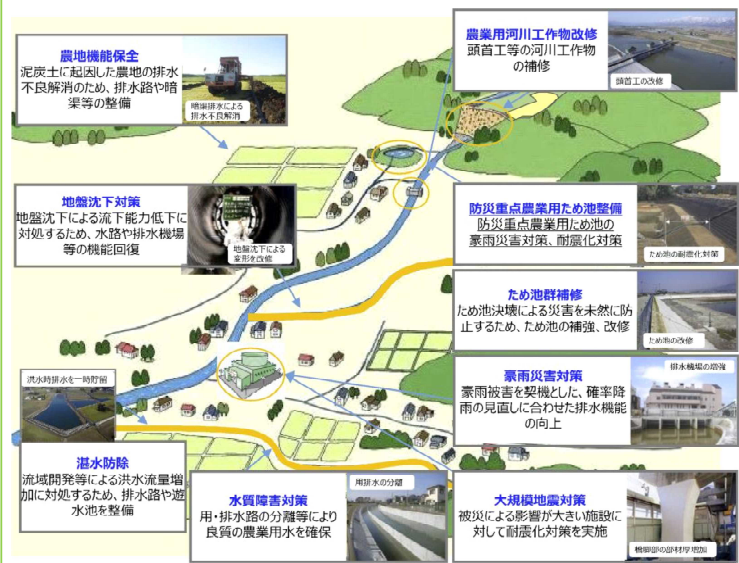 農地機能保全
泥炭土に起因した農地の排水
不良解消のため、排水路や暗
渠等の整備
暗渠排水による
排水不良解消
農業用河川工作物改修
頭首工等の河川工作物
の補修
頭首工の改修
地盤沈下対策
地盤沈下による流下能力低下に
対処するため、水路や排水機場
等の機能回復
地盤沈下による
変形を改修
防災重点農業用ため池整備
防災重点農業用ため池の
豪雨災害対策、耐震化対策
ため池の耐震化対策
ため池群補修
ため池決壊による災害を未然に防
止するため、ため池の補強、改修
ため池の改修
豪雨災害対策
豪雨被害を契機とした、確率降
雨の見直しに合わせた排水機能
の向上
排水機場の増強
洪水時排水を一時貯留
湛水防除
流域開発等による洪水流量増
加に対処するため、排水路や遊
水池を整備
水質障害対策
用・排水路の分離等により
良質の農業用水を確保
用排水の分離
大規模地震対策
被災による影響が大きい施設に
対して耐震化対策を実施
橋脚部の部材厚増加